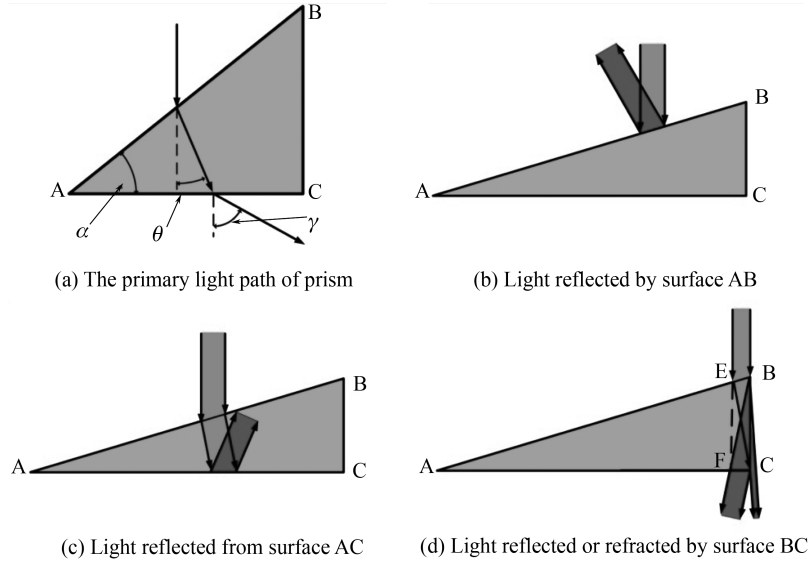 B
A
C
α
θ
γ
(a) The primary light path of prism
B
A
C
(b) Light reflected by surface AB
B
A
C
(c) Light reflected from surface AC
E
B
A
F
C
(d) Light reflected or refracted by surface BC